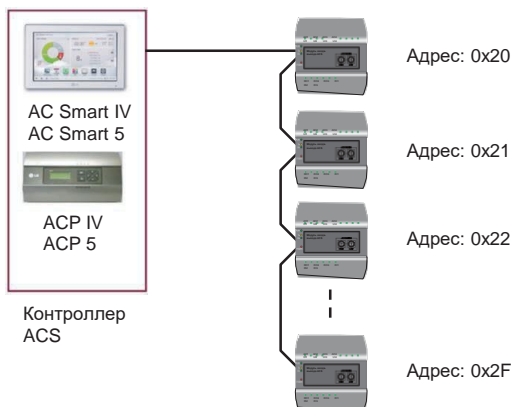 AC Smart IV
AC Smart 5
ACP IV
ACP 5
Контроллер
ACS
Адрес: 0x20
Адрес: 0x21
Адрес: 0x22
Адрес: 0x2F